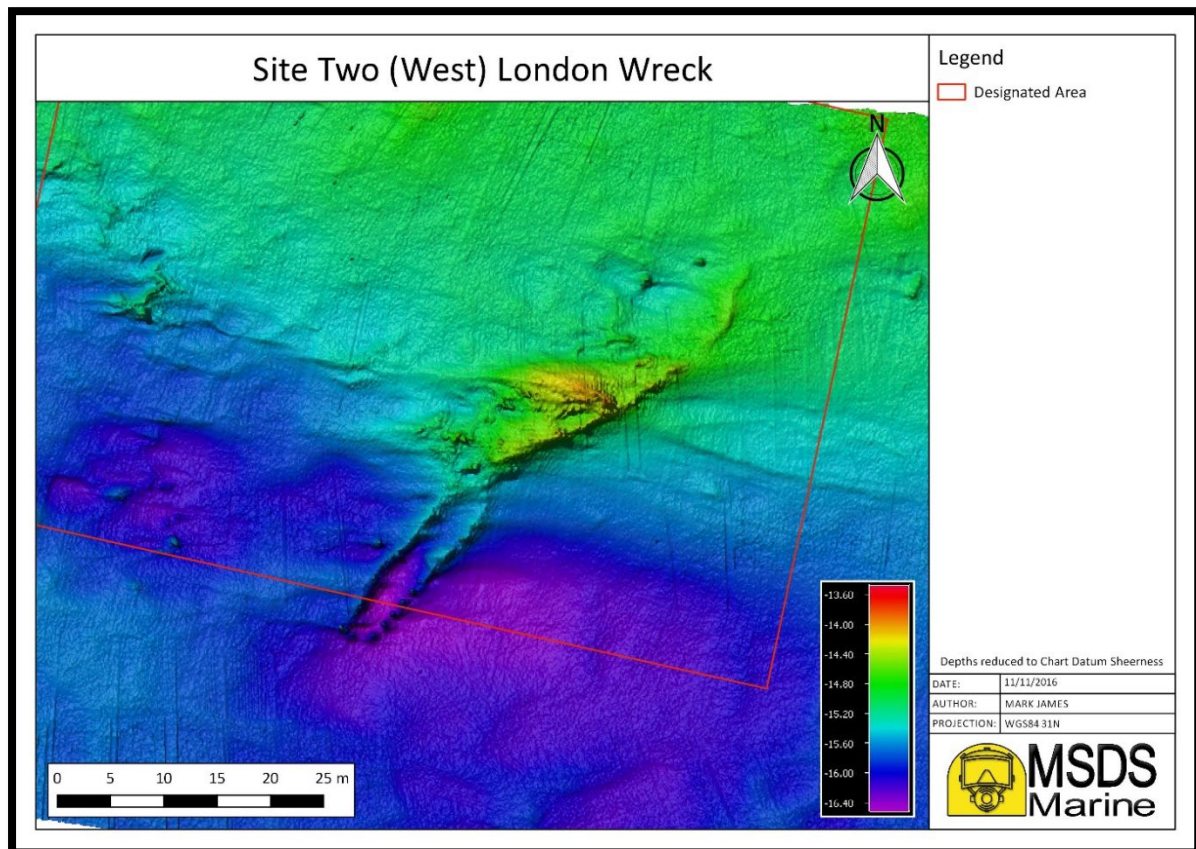 Site Two (West) London Wreck
Legend
Designated Area
N
-13.60
-14.00
-14.40
-14.80
-15.20
-15.60
-16.00
-16.40
0 5 10 15 20 25 m
Depths reduced to Chart Datum Sheerness
DATE: 11/11/2016
AUTHOR: MARK JAMES
PROJECTION: WGS84 31N
MSDS
Marine